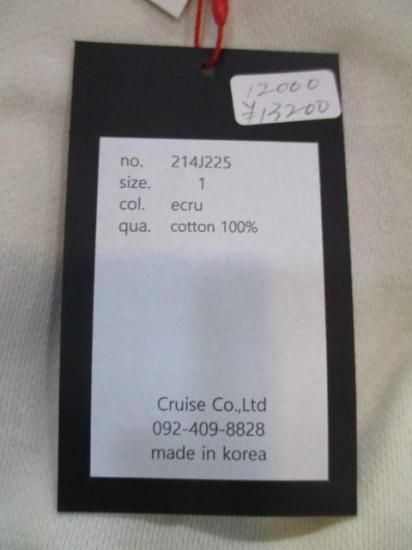 12000
¥13200
no. 214J225
size. 1
col. ecru
qua. cotton 100%
Cruise Co.,Ltd
092-409-8828
made in korea